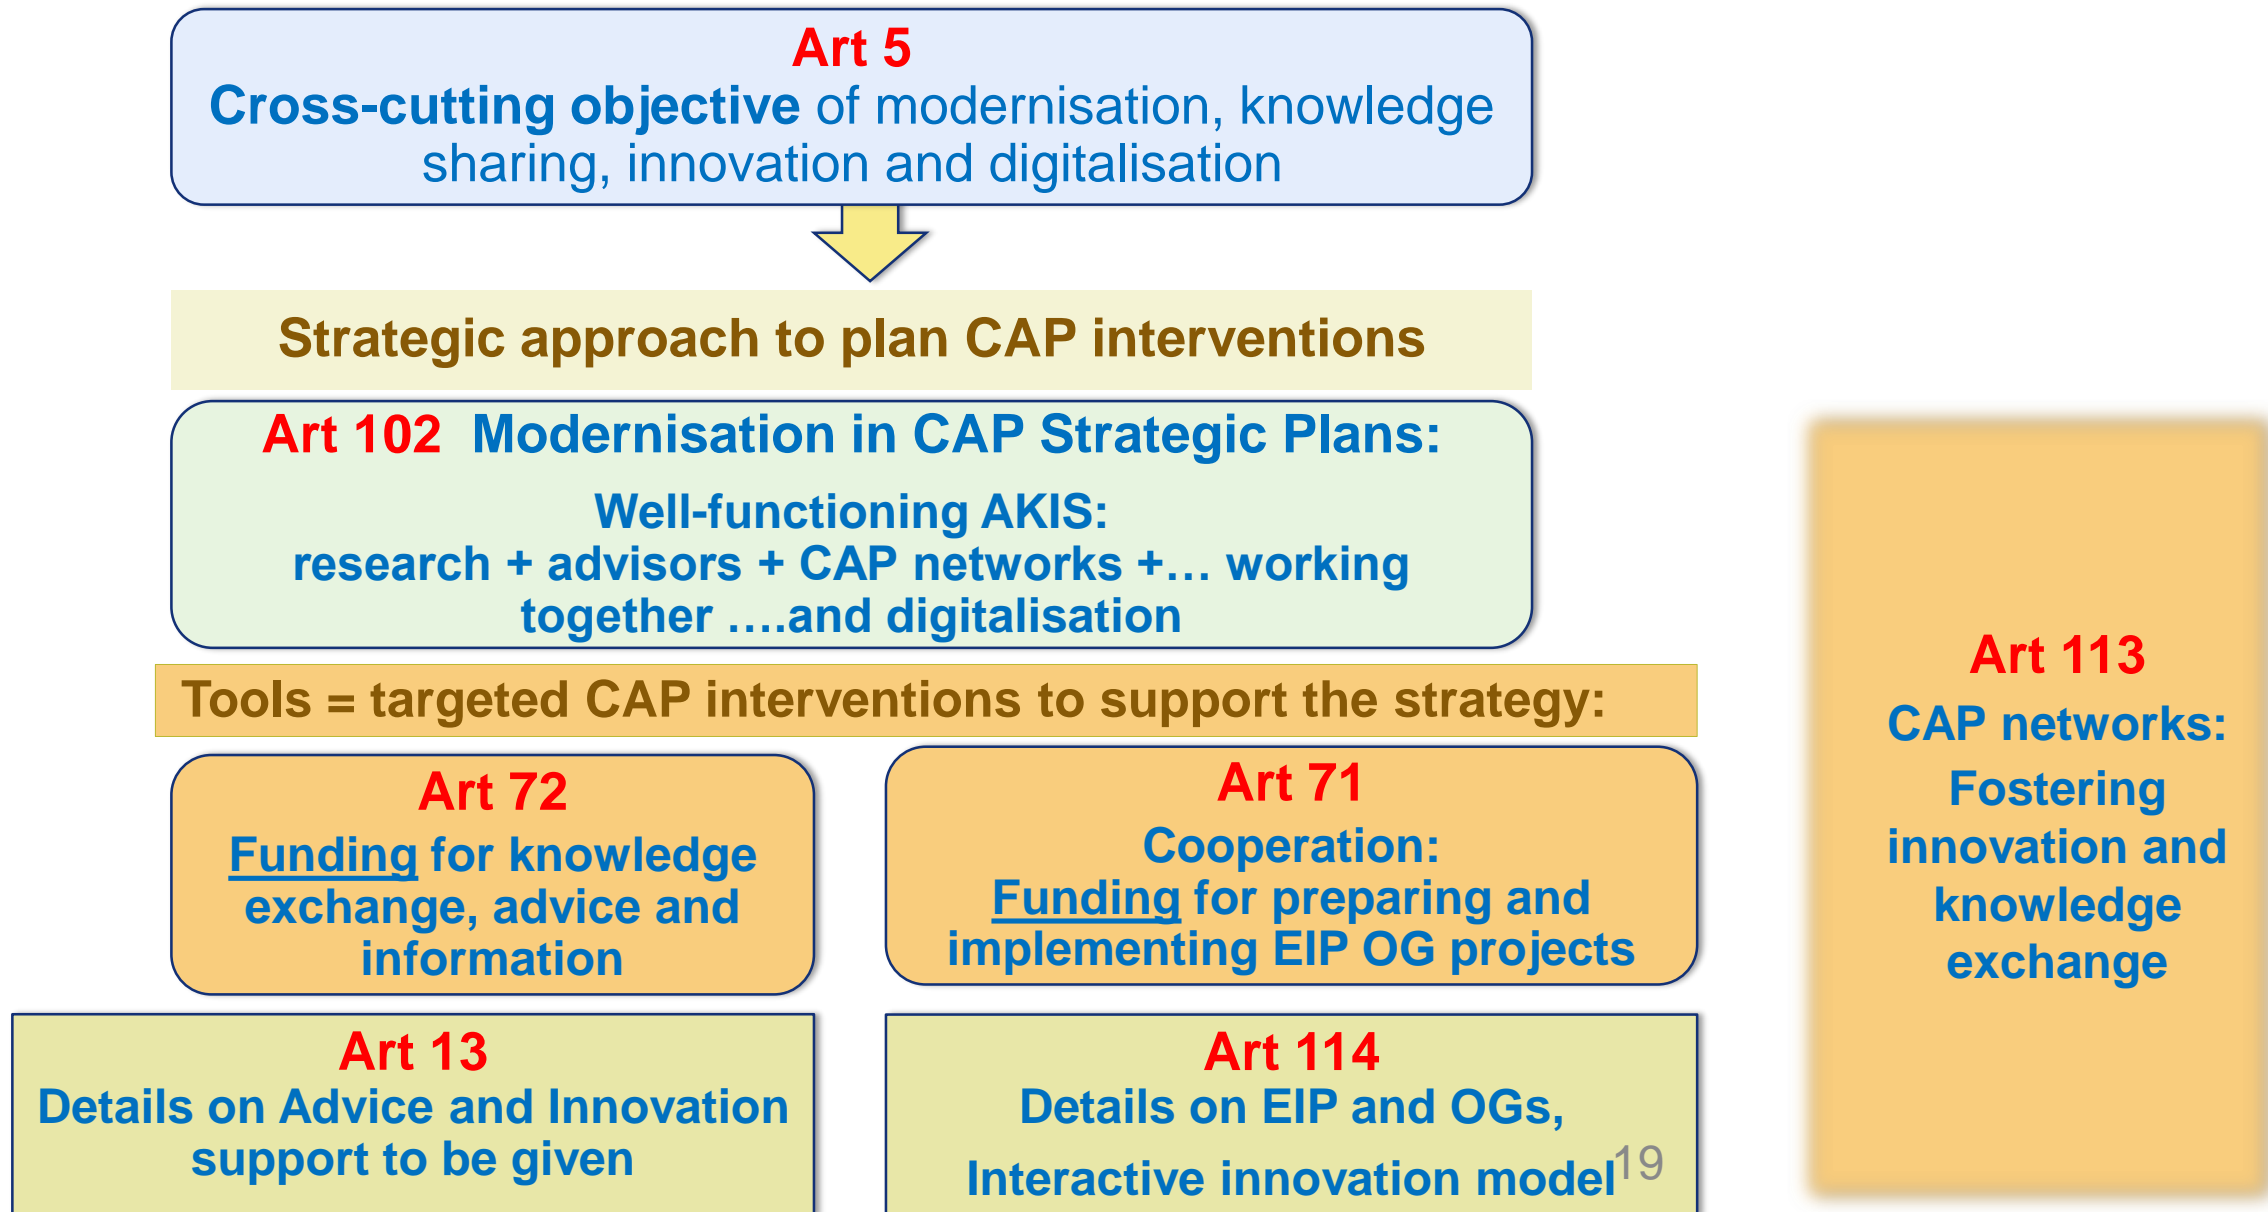 Art 5
Cross-cutting objective of modernisation, knowledge
sharing, innovation and digitalisation
Strategic approach to plan CAP interventions
Art 102 Modernisation in CAP Strategic Plans:
Well-functioning AKIS:
research + advisors + CAP networks +… working
together ….and digitalisation
Tools = targeted CAP interventions to support the strategy:
Art 72
Funding for knowledge
exchange, advice and
information
Art 71
Cooperation:
Funding for preparing and
implementing EIP OG projects
Art 13
Details on Advice and Innovation
support to be given
Art 114
Details on EIP and OGs,
Interactive innovation model
19
Art 113
CAP networks:
Fostering
innovation and
knowledge
exchange